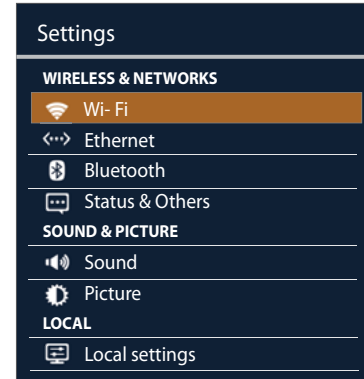 Settings
WIRELESS & NETWORKS
Wi- Fi
Ethernet
Bluetooth
Status & Others
SOUND & PICTURE
Sound
Picture
LOCAL
Local settings